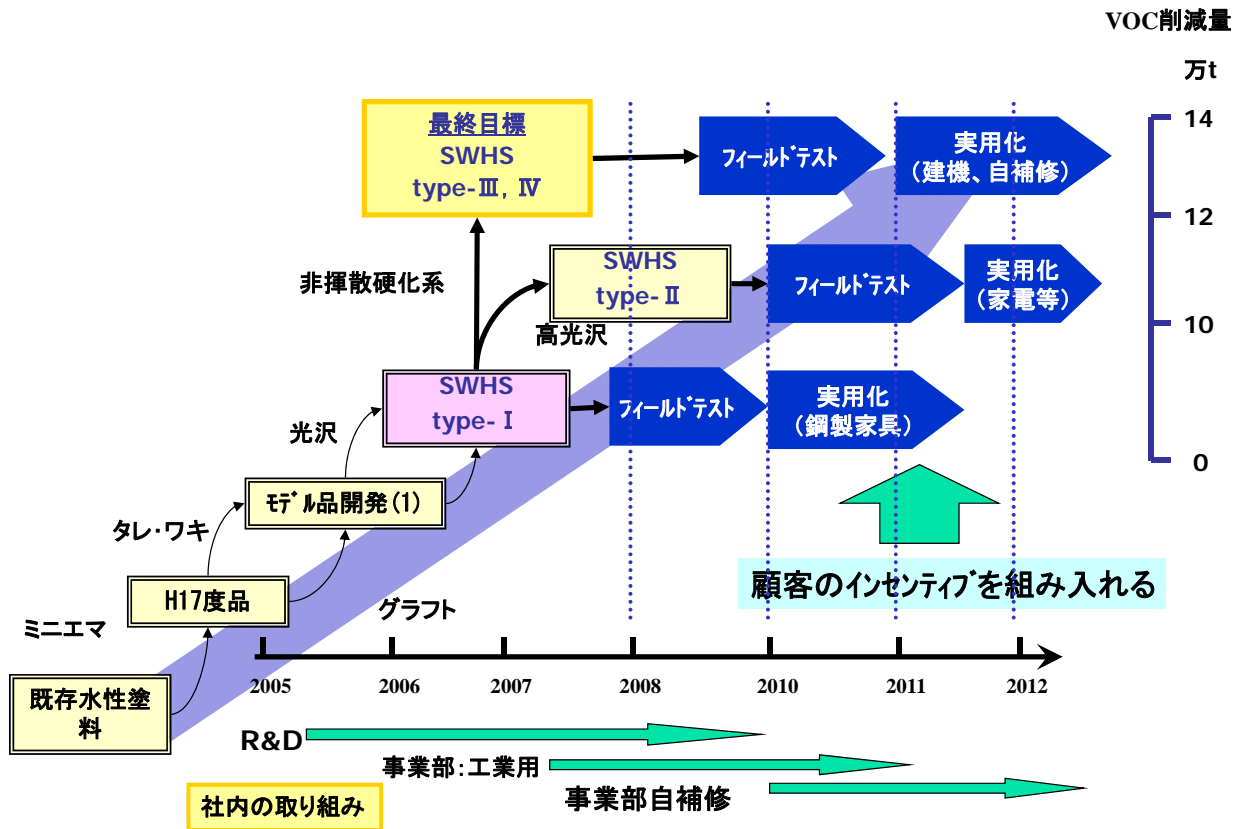 VOC削減量
万t
14
12
10
0
最終目標
SWHS
type-Ⅲ, Ⅳ
フィールドテスト
実用化
(建機、自補修)
非揮散硬化系
SWHS
type-Ⅱ
高光沢
フィールドテスト
実用化
(家電等)
SWHS
type-Ⅰ
フィールドテスト
実用化
(鋼製家具)
光沢
モデル品開発(1)
タレ・ワキ
H17度品
グラフト
ミニエマ
既存水性塗
料
顧客のインセンティブを組み入れる
2005
2006
2007
2008
2010
2011
2012
R&D
事業部:工業用
事業部自補修
社内の取り組み